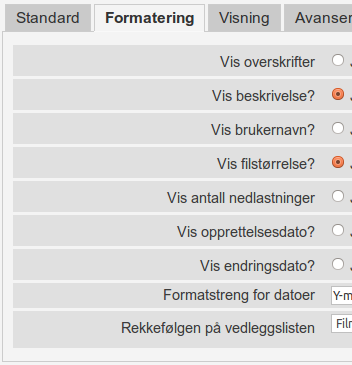 Standard Formatering Visning Avanser
Vis overskrifter
Vis beskrivelse?
Vis brukernavn?
Vis filstørrelse?
Vis antall nedlastninger
Vis opprettelsesdato?
Vis endringsdato?
Formatstreng for datoer Y-m
Rekkefølgen på vedleggslisten Filr